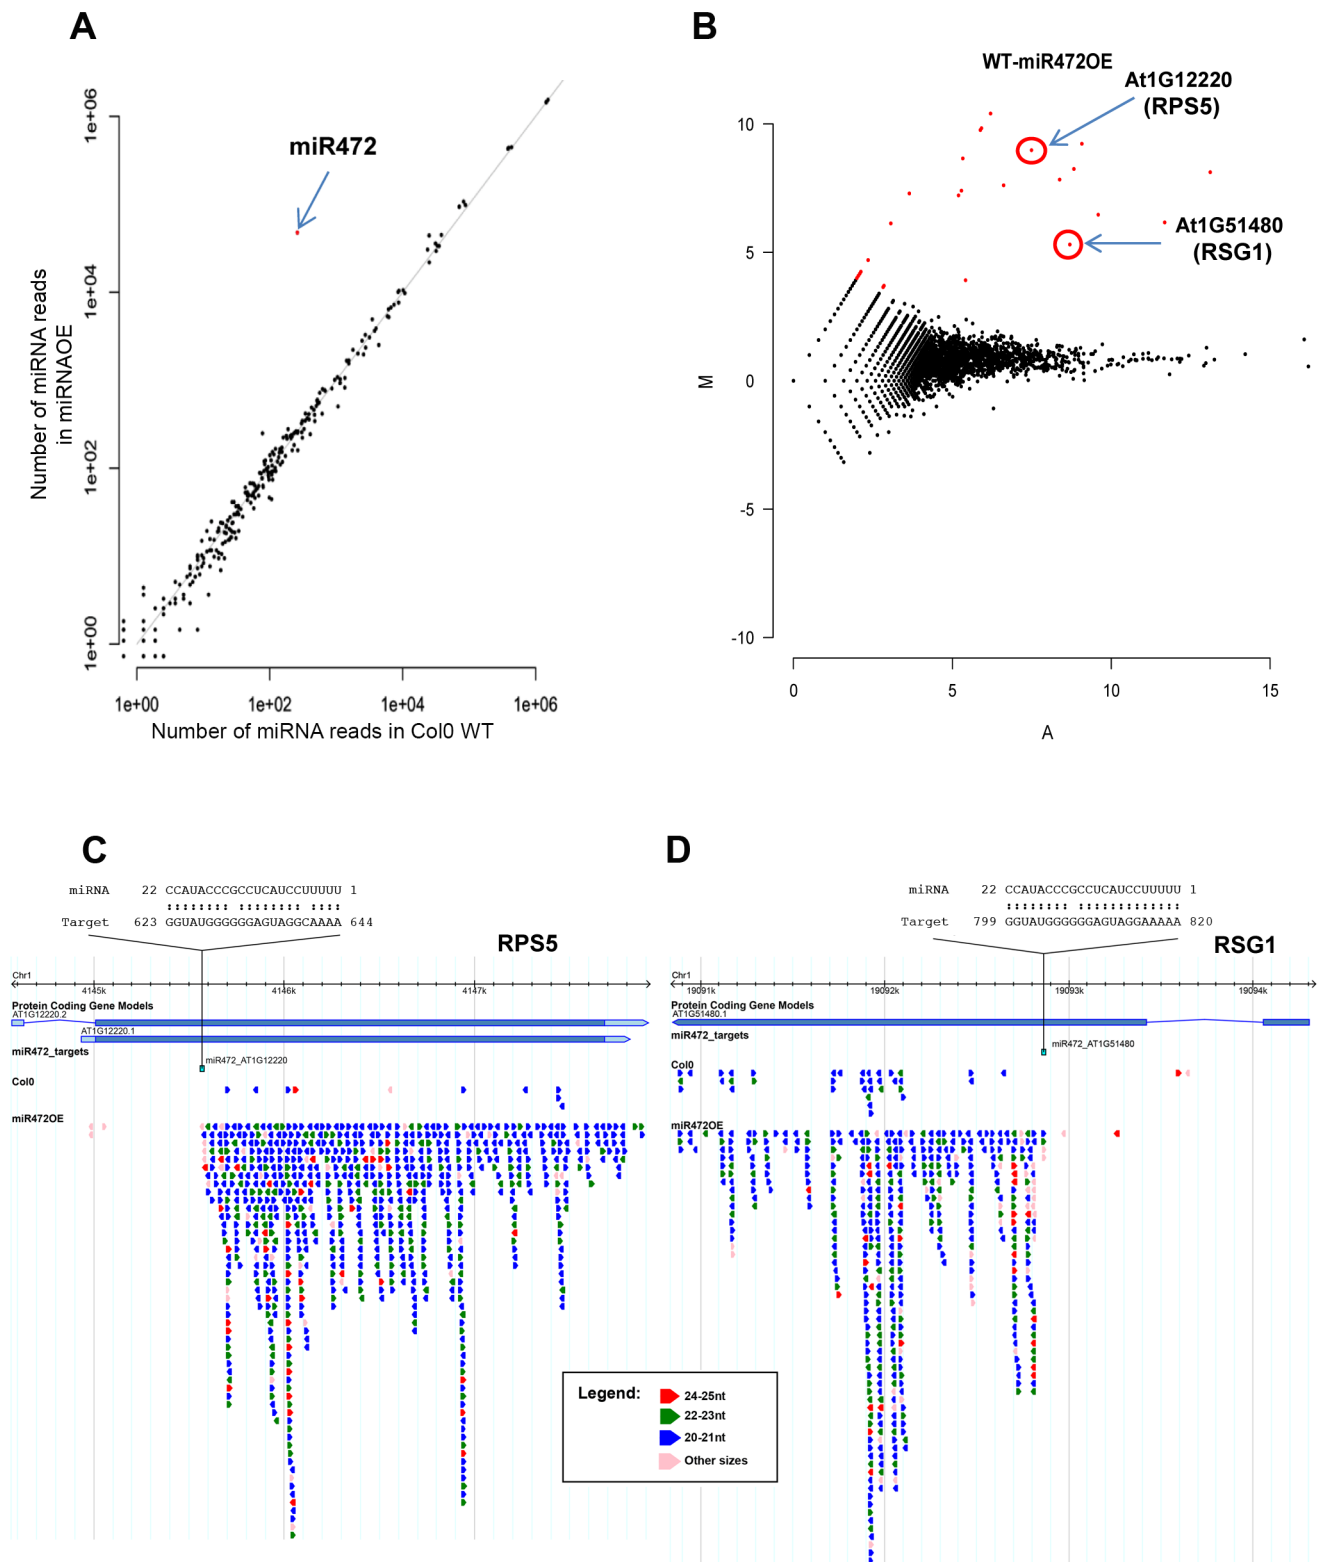 A
1e+06
1e+04
1e+02
1e+00
Number of miRNA reads
in miRNAOE
miR472
1e+00 1e+02 1e+04 1e+06
Number of miRNA reads in Col0 WT
B
WT-miR472OE
At1G12220
(RPS5)
At1G51480
(RSG1)
10
5
0
-5
-10
M
0 5 10 15
A
C
miRNA 22 CCAUACCCGCCUCAUCCUUUUU 1
Target 623 GGUAUGGGGGGAGUAGGCAAAA 644
RPS5
Chr1
4145k 4146k 4147k
Protein Coding Gene Models
AT1G12220.2
AT1G12220.1
miR472_targets
miR472_AT1G12220
Col0
miR472OE
D
miRNA 22 CCAUACCCGCCUCAUCCUUUUU 1
Target 799 GGUAUGGGGGGAGUAGGAAAAA 820
RSG1
Chr1
19091k 19092k 19093k 19094k
Protein Coding Gene Models
AT1G51480.1
miR472_targets
miR472_AT1G51480
Col0
miR472OE
Legend:
24-25nt
22-23nt
20-21nt
Other sizes